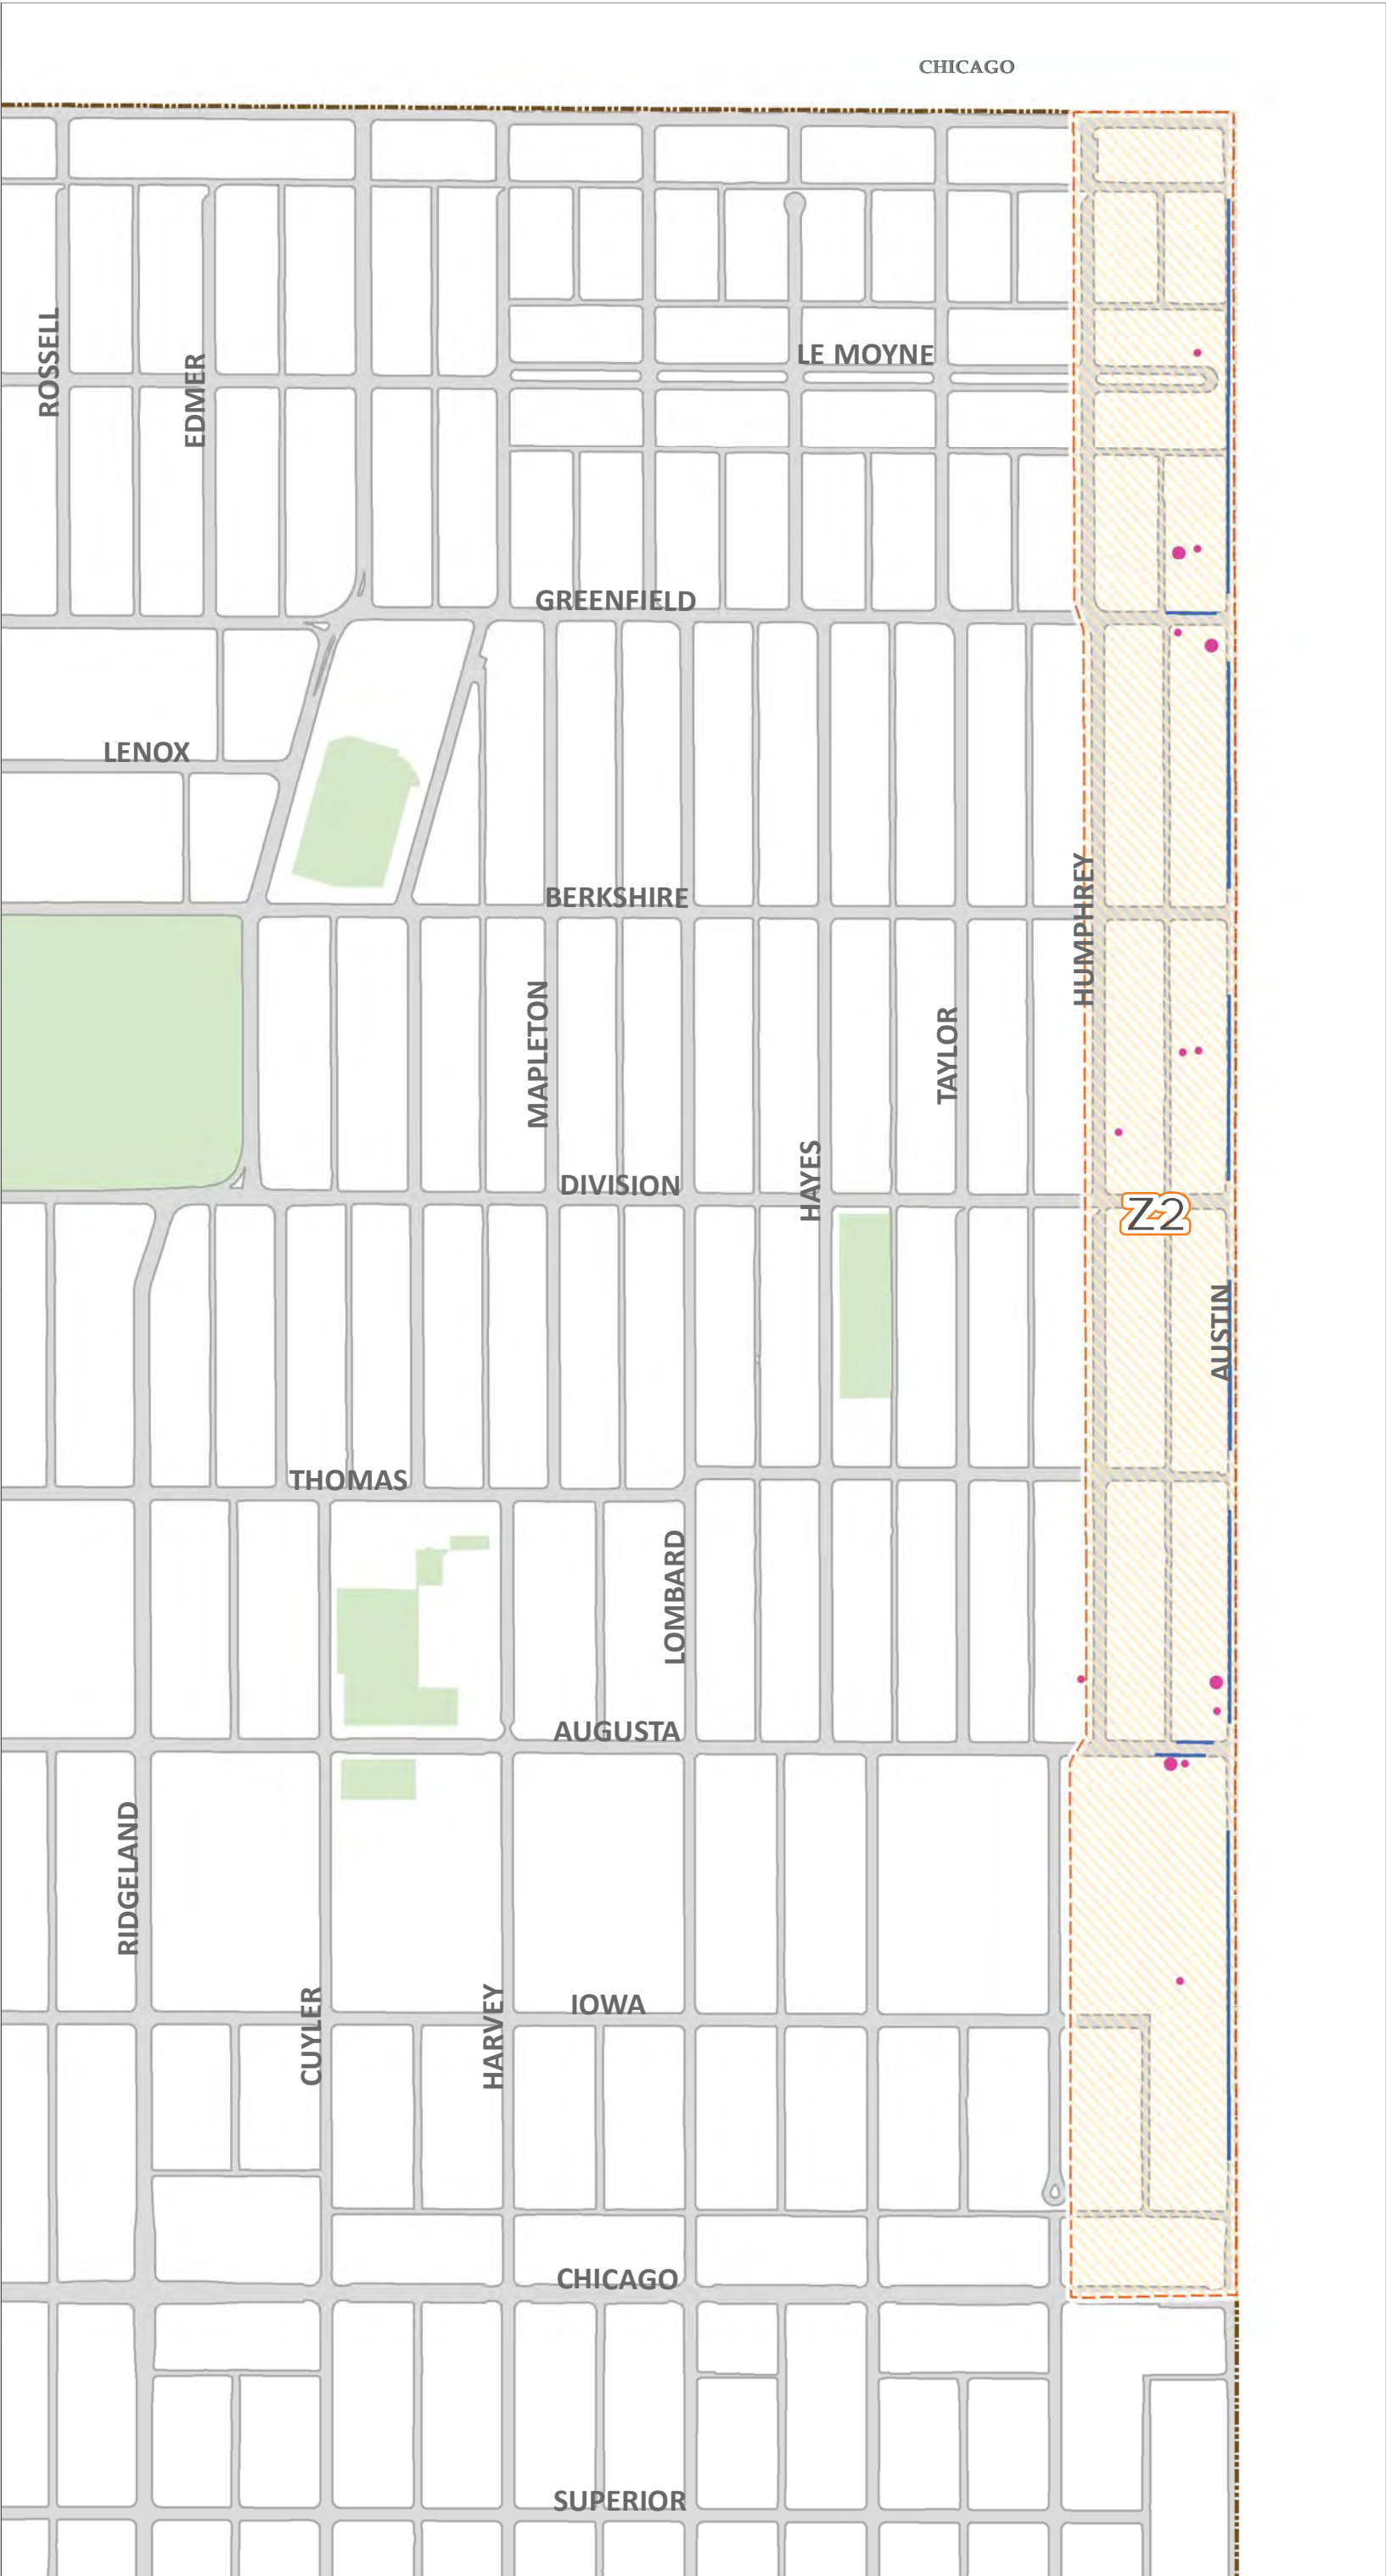 CHICAGO
ROSSELL
LE MOYNE
EDMER
GREENFIELD
LENOX
BERKSHIRE
HUMPHREY
MAPLETON
TAYLOR
HAYES
DIVISION
Z2
AUSTIN
THOMAS
LOMBARD
AUGUSTA
RIDGELAND
IOWA
CUYLER
HARVEY
CHICAGO
SUPERIOR